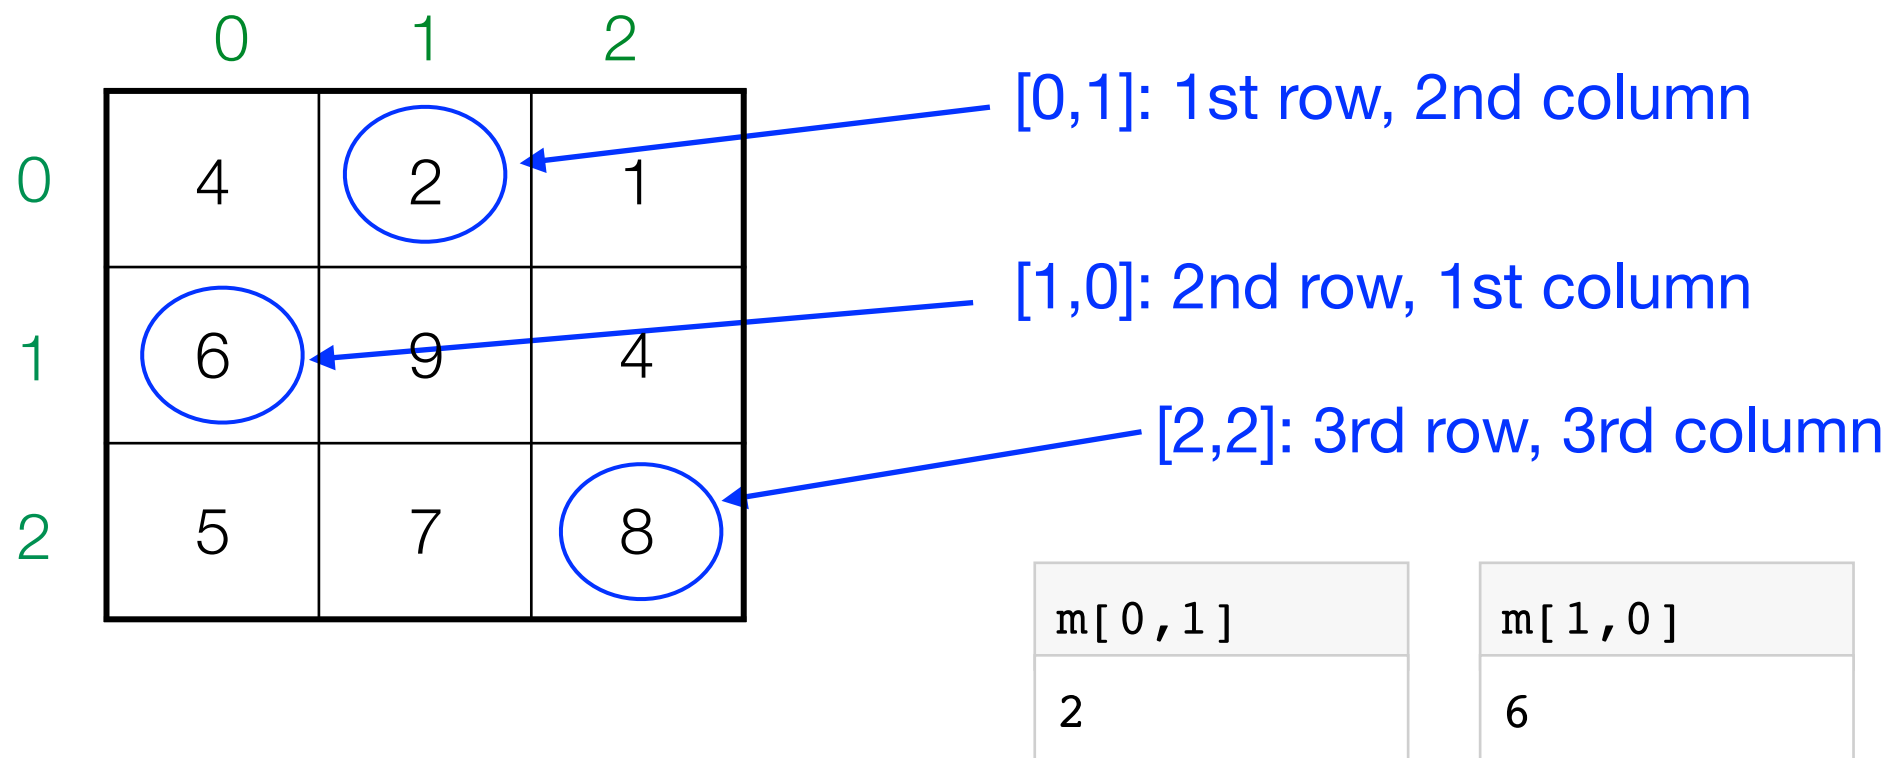 0 1 2
[0,1]: 1st row, 2nd column
0 4 2 1
[1,0]: 2nd row, 1st column
1 6 9 4
[2,2]: 3rd row, 3rd column
2 5 7 8
m[0,1] m[1,0]
2 6